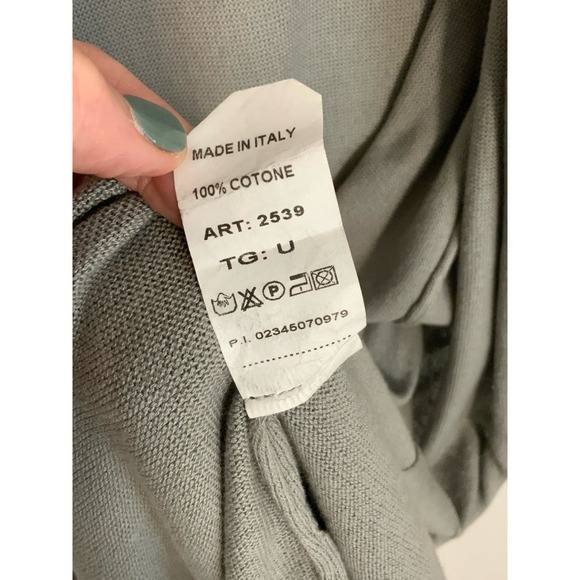 MADE IN ITALY
100% COTONE
ART: 2539
TG: U
P
P.I. 02345070979